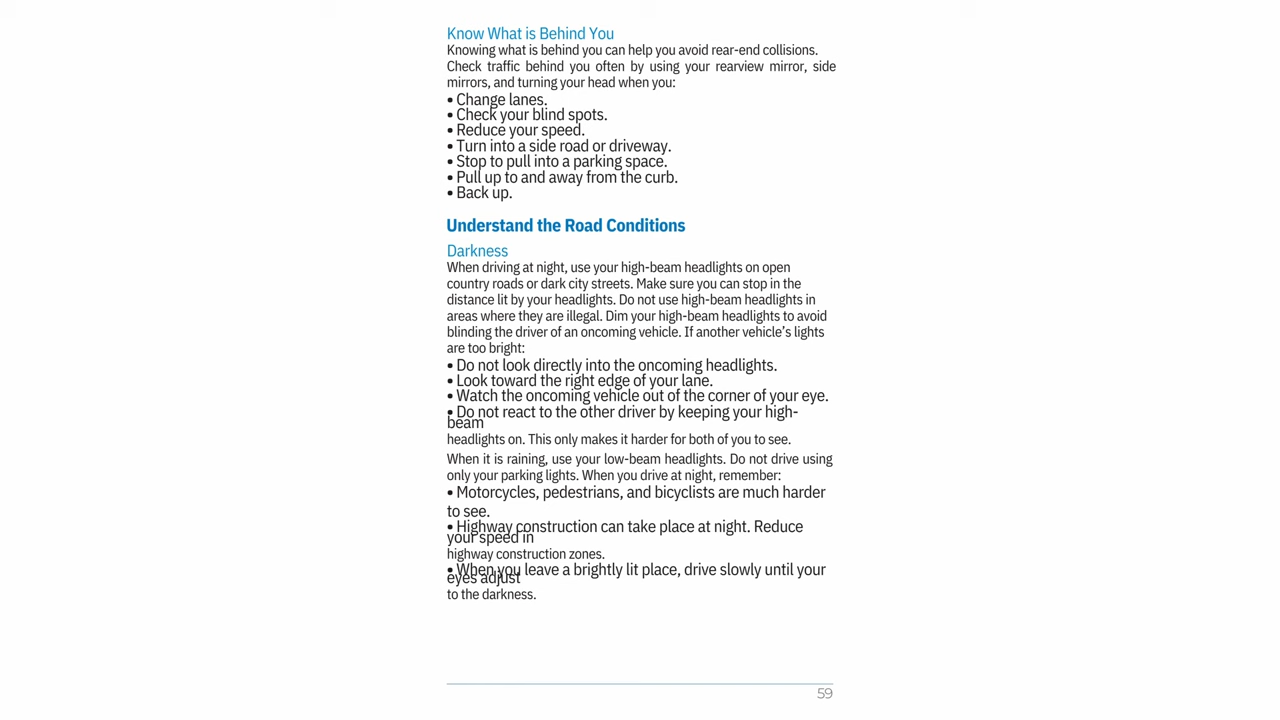 Know What is Behind You
Knowing what is behind you can help you avoid rear-end collisions.
Check traffic behind you often by using your rearview mirror, side
mirrors, and turning your head when you:
• Change lanes.
• Check your blind spots.
• Reduce your speed.
• Turn into a side road or driveway.
• Stop to pull into a parking space.
• Pull up to and away from the curb.
• Back up.
Understand the Road Conditions
Darkness
When driving at night, use your high-beam headlights on open
country roads or dark city streets. Make sure you can stop in the
distance lit by your headlights. Do not use high-beam headlights in
areas where they are illegal. Dim your high-beam headlights to avoid
blinding the driver of an oncoming vehicle. If another vehicle’s lights
are too bright:
• Do not look directly into the oncoming headlights.
• Look toward the right edge of your lane.
• Watch the oncoming vehicle out of the corner of your eye.
• Do not react to the other driver by keeping your high-
beam
headlights on. This only makes it harder for both of you to see.
When it is raining, use your low-beam headlights. Do not drive using
only your parking lights. When you drive at night, remember:
• Motorcycles, pedestrians, and bicyclists are much harder
to see.
• Highway construction can take place at night. Reduce
your speed in
highway construction zones.
• When you leave a brightly lit place, drive slowly until your
eyes adjust
to the darkness.
59